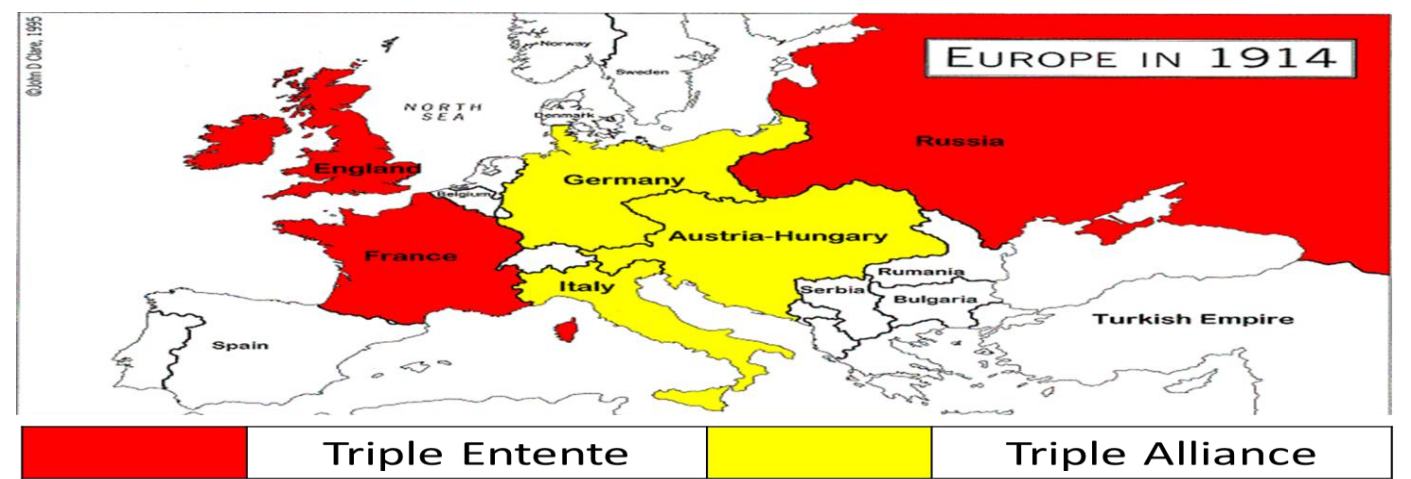 ©John D Clare, 1995
EUROPE IN 1914
Norway
Sweden
NORTH
SEA
Denmark
Russia
England
Germany
Belgium
Austria-Hungary
France
Rumania
Italy
Serbia
Bulgaria
Turkish Empire
Spain
Triple Entente
Triple Alliance